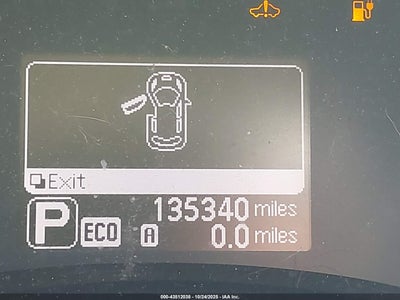 Exit
P ECO 135340 miles
A 0.0 miles
000-43512038 - 10/24/2025 - IAA Inc.